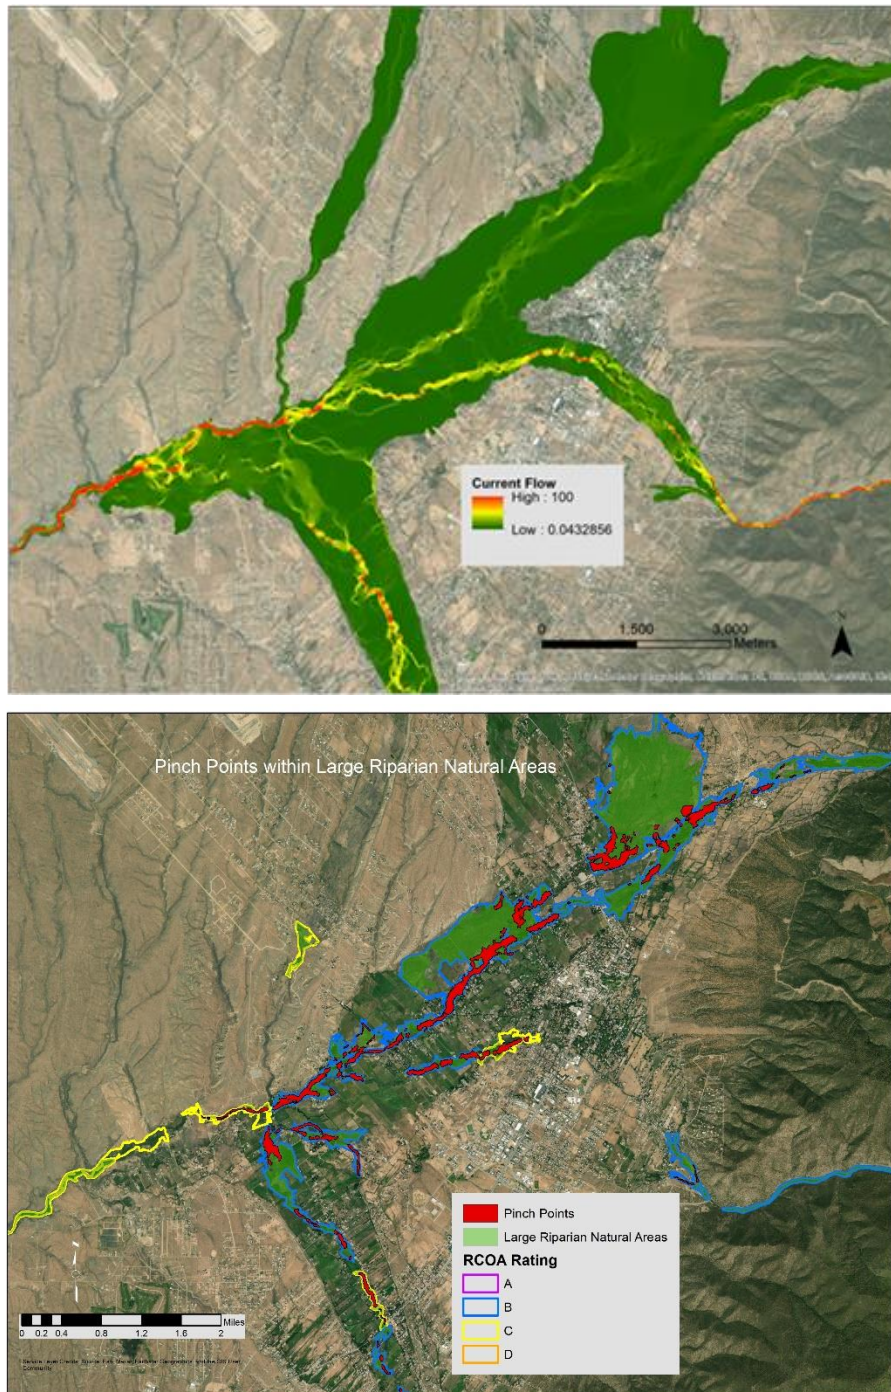 Current Flow
High : 100
Low : 0.0432856
N
0 1,500 3,000
Meters
Pinch Points within Large Riparian Natural Areas
Pinch Points
Large Riparian Natural Areas
RCOA Rating
A
B
C
D
Miles
0 0.2 0.4 0.8 1.2 1.6 2
Community